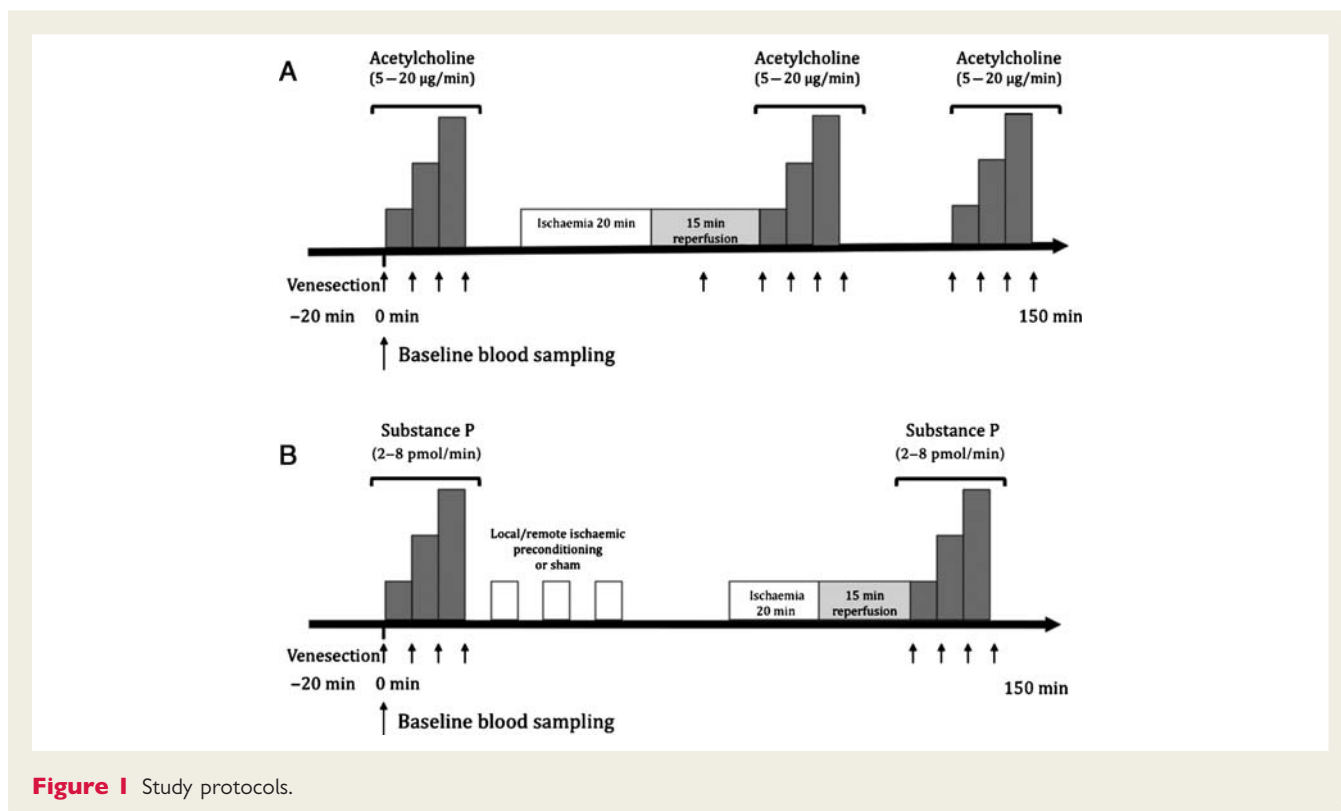 A
Acetylcholine
(5–20 μg/min)
Acetylcholine
(5–20 μg/min)
Acetylcholine
(5–20 μg/min)
Ischaemia 20 min
15 min
reperfusion
Venesection
–20 min 0 min 150 min
Baseline blood sampling
B
Substance P
(2–8 pmol/min)
Substance P
(2–8 pmol/min)
Local/remote ischaemic
preconditioning
or sham
Ischaemia
20 min
15 min
reperfusion
Venesection
–20 min 0 min 150 min
Baseline blood sampling
Figure 1 Study protocols.